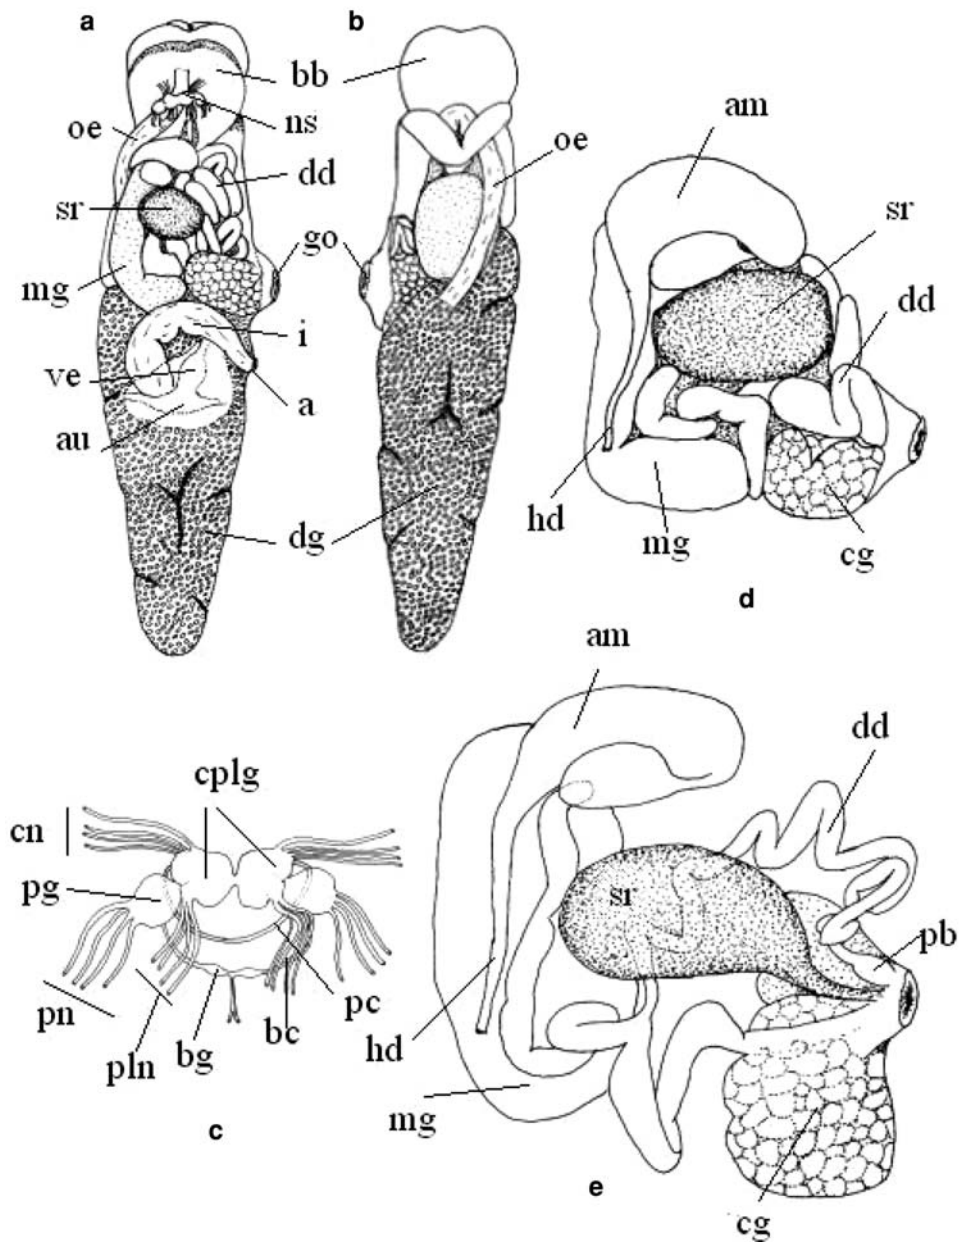 a
b
bb
ns
oe
dd
sr
go
mg
i
ve
a
au
dg
oe
am
sr
dd
hd
mg
cg
d
cplg
cn
pg
pn
pln
bg
bc
pc
c
am
dd
sr
pb
hd
mg
cg
e